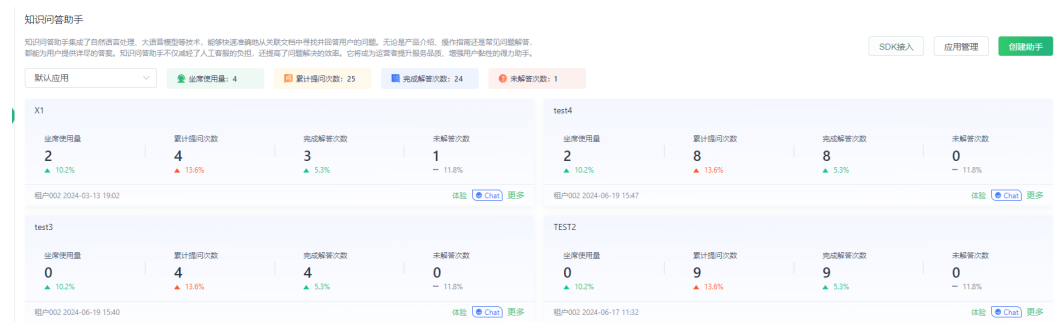 知识问答助手
知识问答助手集成了自然语言处理、大语言模型等技术，能够快速准确地从关联文档中寻找并回答用户的问题。无论是产品介绍、操作指南还是常见问题解答，
都能为用户提供详尽的答案。知识问答助手不仅减轻了人工客服的负担，还提高了问题解决的效率。它将成为运营者提升服务品质、增强用户黏性的得力助手。
SDK接入 应用管理 创建助手
默认应用 坐席使用量：4 累计提问次数：25 完成解答次数：24 未解答次数：1
X1 test4
坐席使用量 累计提问次数 完成解答次数 未解答次数 坐席使用量 累计提问次数 完成解答次数 未解答次数
2 4 3 1 2 8 8 0
▲ 10.2% ▲ 13.6% ▲ 5.3% − 11.8% ▲ 10.2% ▲ 13.6% ▲ 5.3% − 11.8%
租户002 2024-03-13 19:02 体验 Chat 更多 租户002 2024-06-19 15:47 体验 Chat 更多
test3 TEST2
坐席使用量 累计提问次数 完成解答次数 未解答次数 坐席使用量 累计提问次数 完成解答次数 未解答次数
0 4 4 0 0 9 9 0
▲ 10.2% ▲ 13.6% ▲ 5.3% − 11.8% ▲ 10.2% ▲ 13.6% ▲ 5.3% − 11.8%
租户002 2024-06-19 15:40 体验 Chat 更多 租户002 2024-06-17 11:32 体验 Chat 更多